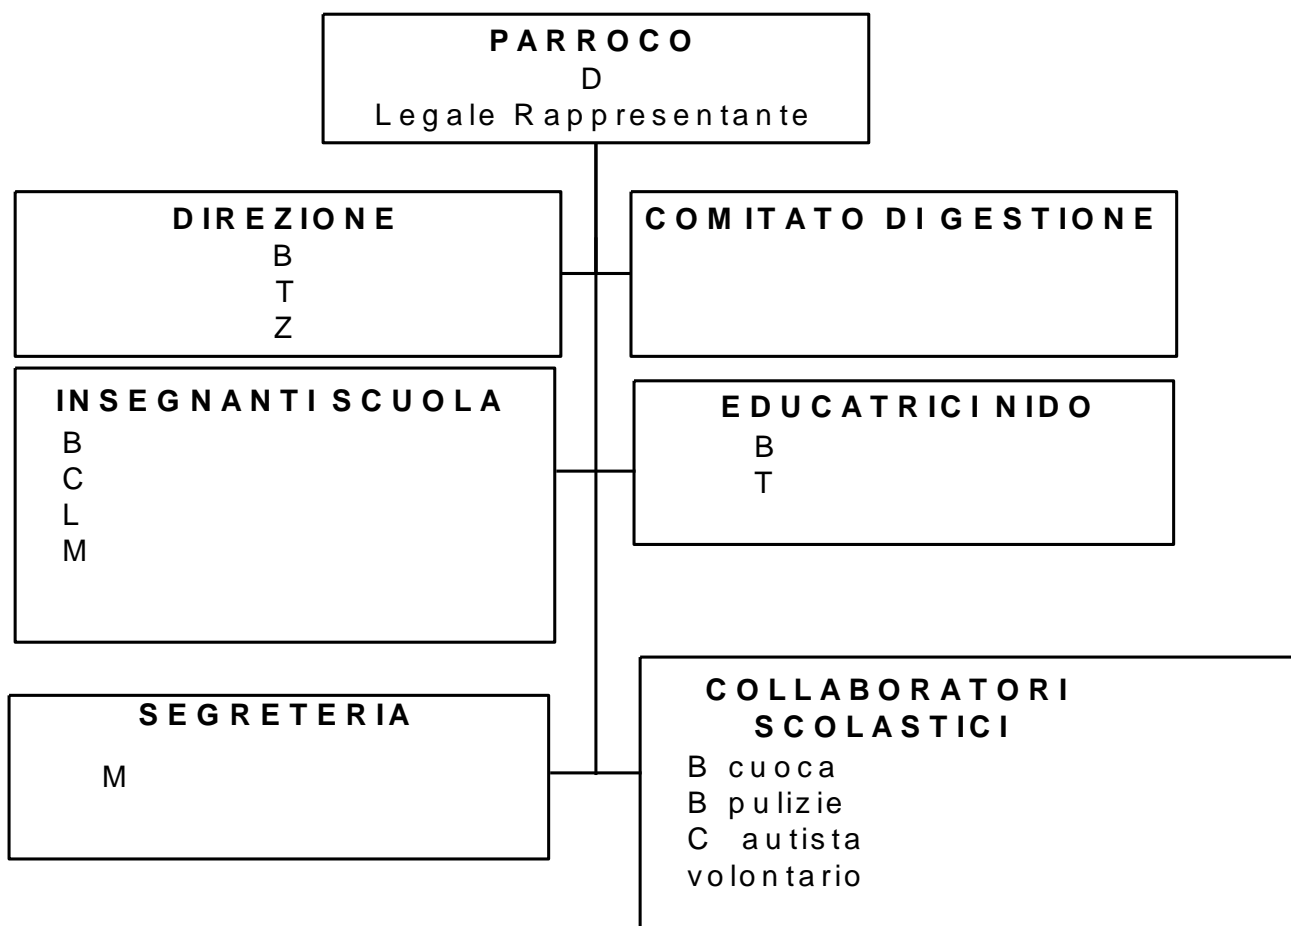 PARROCO
D
Legale Rappresentante
DIREZIONE
B
T
Z
COMITATO DI GESTIONE
INSEGNANTI SCUOLA
B
C
L
M
EDUCATRICI NIDO
B
T
SEGRETERIA
M
COLLABORATORI
SCOLASTICI
B cuoca
B pulizie
C autista
volontario